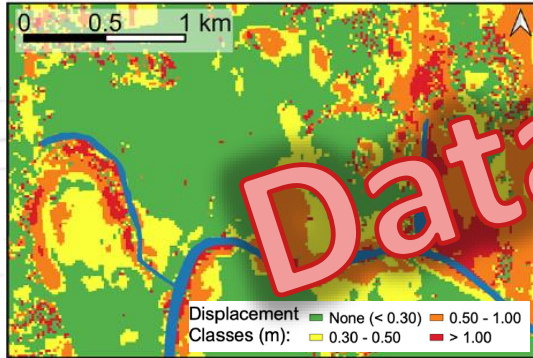 0 0.5 1 km
Data
Displacement
Classes (m):
None (< 0.30)
0.50 - 1.00
0.30 - 0.50
> 1.00